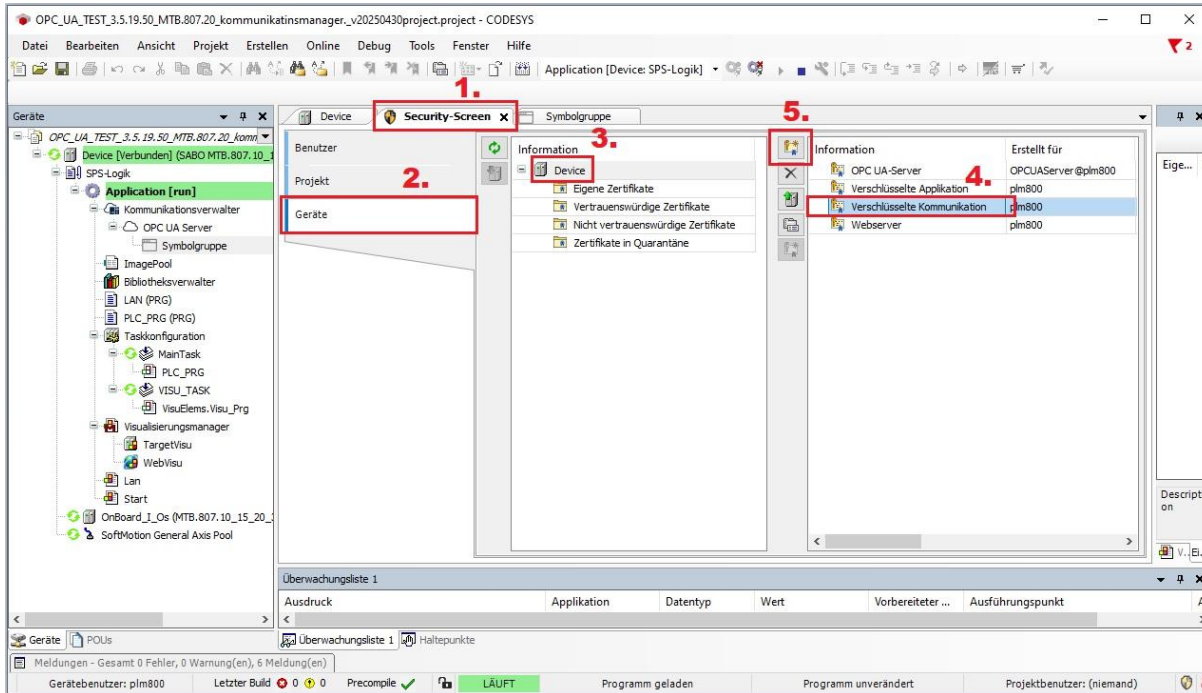 OPC_UA_TEST_3.5.19.50_MTB.807.20_kommunikatinsmanager._v20250430project.project - CODESYS
Datei Bearbeiten Ansicht Projekt Erstellen Online Debug Tools Fenster Hilfe
2
Application [Device: SPS-Logik]
1.
Geräte
OPC_UA_TEST_3.5.19.50_MTB.807.20_komn
Device [Verbunden] (SABO MTB.807.10_1
SPS-Logik
Application [run]
Kommunikationsverwalter
OPC UA Server
Symbolgruppe
ImagePool
Bibliotheksverwalter
LAN (PRG)
PLC_PRG (PRG)
Taskkonfiguration
MainTask
PLC_PRG
VISU_TASK
VisuElems.Visu_Prg
Visualisierungsmanager
TargetVisu
WebVisu
Lan
Start
OnBoard_I_Os (MTB.807.10_15_20_
SoftMotion General Axis Pool
Geräte POUs
Device Security-Screen Symbolgruppe
Benutzer
Projekt
2.
Geräte
Information
3.
Device
Eigene Zertifikate
Vertrauenswürdige Zertifikate
Nicht vertrauenswürdige Zertifikate
Zertifikate in Quarantäne
5.
Information Erstellt für
OPC UA-Server OPCUAServer@plm800
4.
Verschlüsselte Applikation plm800
Verschlüsselte Kommunikation plm800
Webserver plm800
Eige...
Descript
on
V...
Ei.
Überwachungsliste 1
Ausdruck Applikation Datentyp Wert Vorbereiteter ... Ausführungspunkt
Überwachungsliste 1 Haltepunkte
Meldungen - Gesamt 0 Fehler, 0 Warnung(en), 6 Meldung(en)
Gerätebenutzer: plm800 Letzter Build 0 0 Precompile LÄUFT Programm geladen Programm unverändert Projektbenutzer: (niemand)